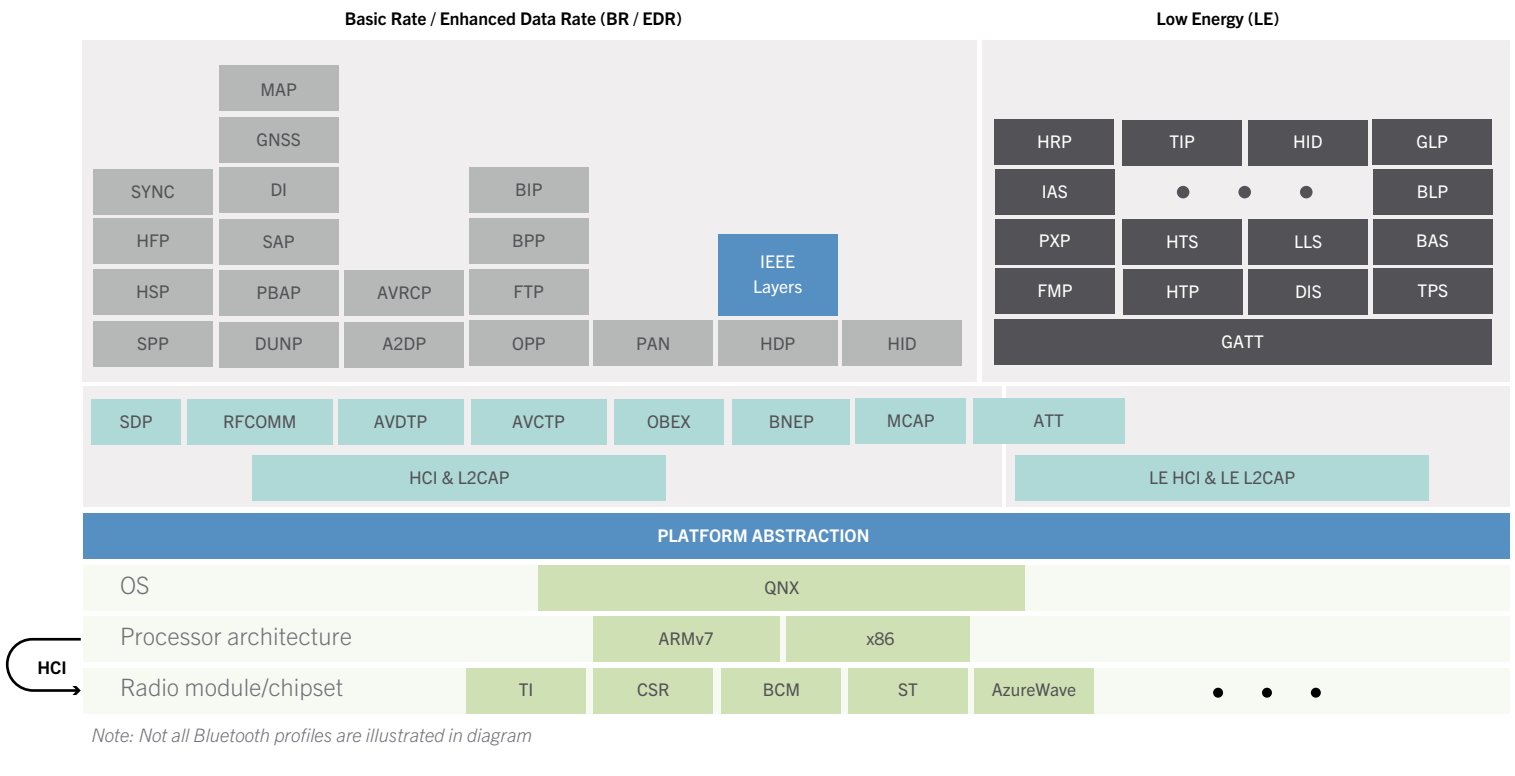 Basic Rate / Enhanced Data Rate (BR / EDR)
Low Energy (LE)
MAP
GNSS
SYNC
DI
BIP
HFP
SAP
BPP
HSP
PBAP
AVRCP
FTP
IEEE
Layers
SPP
DUNP
A2DP
OPP
PAN
HDP
HID
HRP
TIP
HID
GLP
IAS
BLP
PXP
HTS
LLS
BAS
FMP
HTP
DIS
TPS
GATT
SDP
RFCOMM
AVDTP
AVCTP
OBEX
BNEP
MCAP
ATT
HCI & L2CAP
LE HCI & LE L2CAP
PLATFORM ABSTRACTION
OS
QNX
Processor architecture
ARMv7
x86
HCI
Radio module/chipset
TI
CSR
BCM
ST
AzureWave
Note: Not all Bluetooth profiles are illustrated in diagram